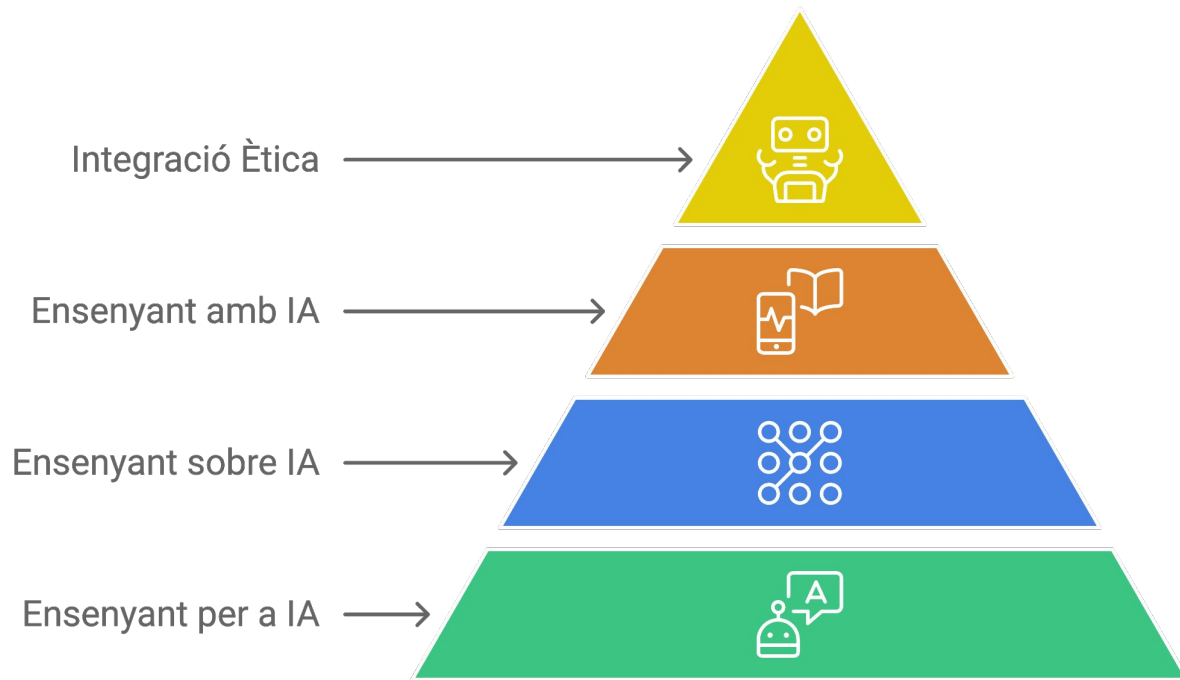 Integració Ètica
Ensenyant amb IA
Ensenyant sobre IA
Ensenyant per a IA
A